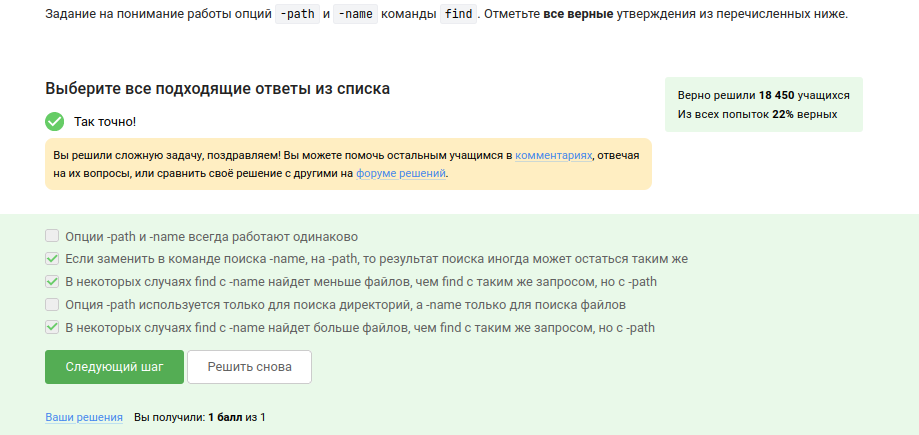 Задание на понимание работы опций -path и -name команды find. Отметьте все верные утверждения из перечисленных ниже.
Выберите все подходящие ответы из списка
Так точно!
Вы решили сложную задачу, поздравляем! Вы можете помочь остальным учащимся в комментариях, отвечая
на их вопросы, или сравнить своё решение с другими на форуме решений.
Верно решили 18 450 учащихся
Из всех попыток 22% верных
Опции -path и -name всегда работают одинаково
Если заменить в команде поиска -name, на -path, то результат поиска иногда может остаться таким же
В некоторых случаях find с -name найдет меньше файлов, чем find с таким же запросом, но с -path
Опция -path используется только для поиска директорий, а -name только для поиска файлов
В некоторых случаях find с -name найдет больше файлов, чем find с таким же запросом, но с -path
Следующий шаг
Решить снова
Ваши решения Вы получили: 1 балл из 1